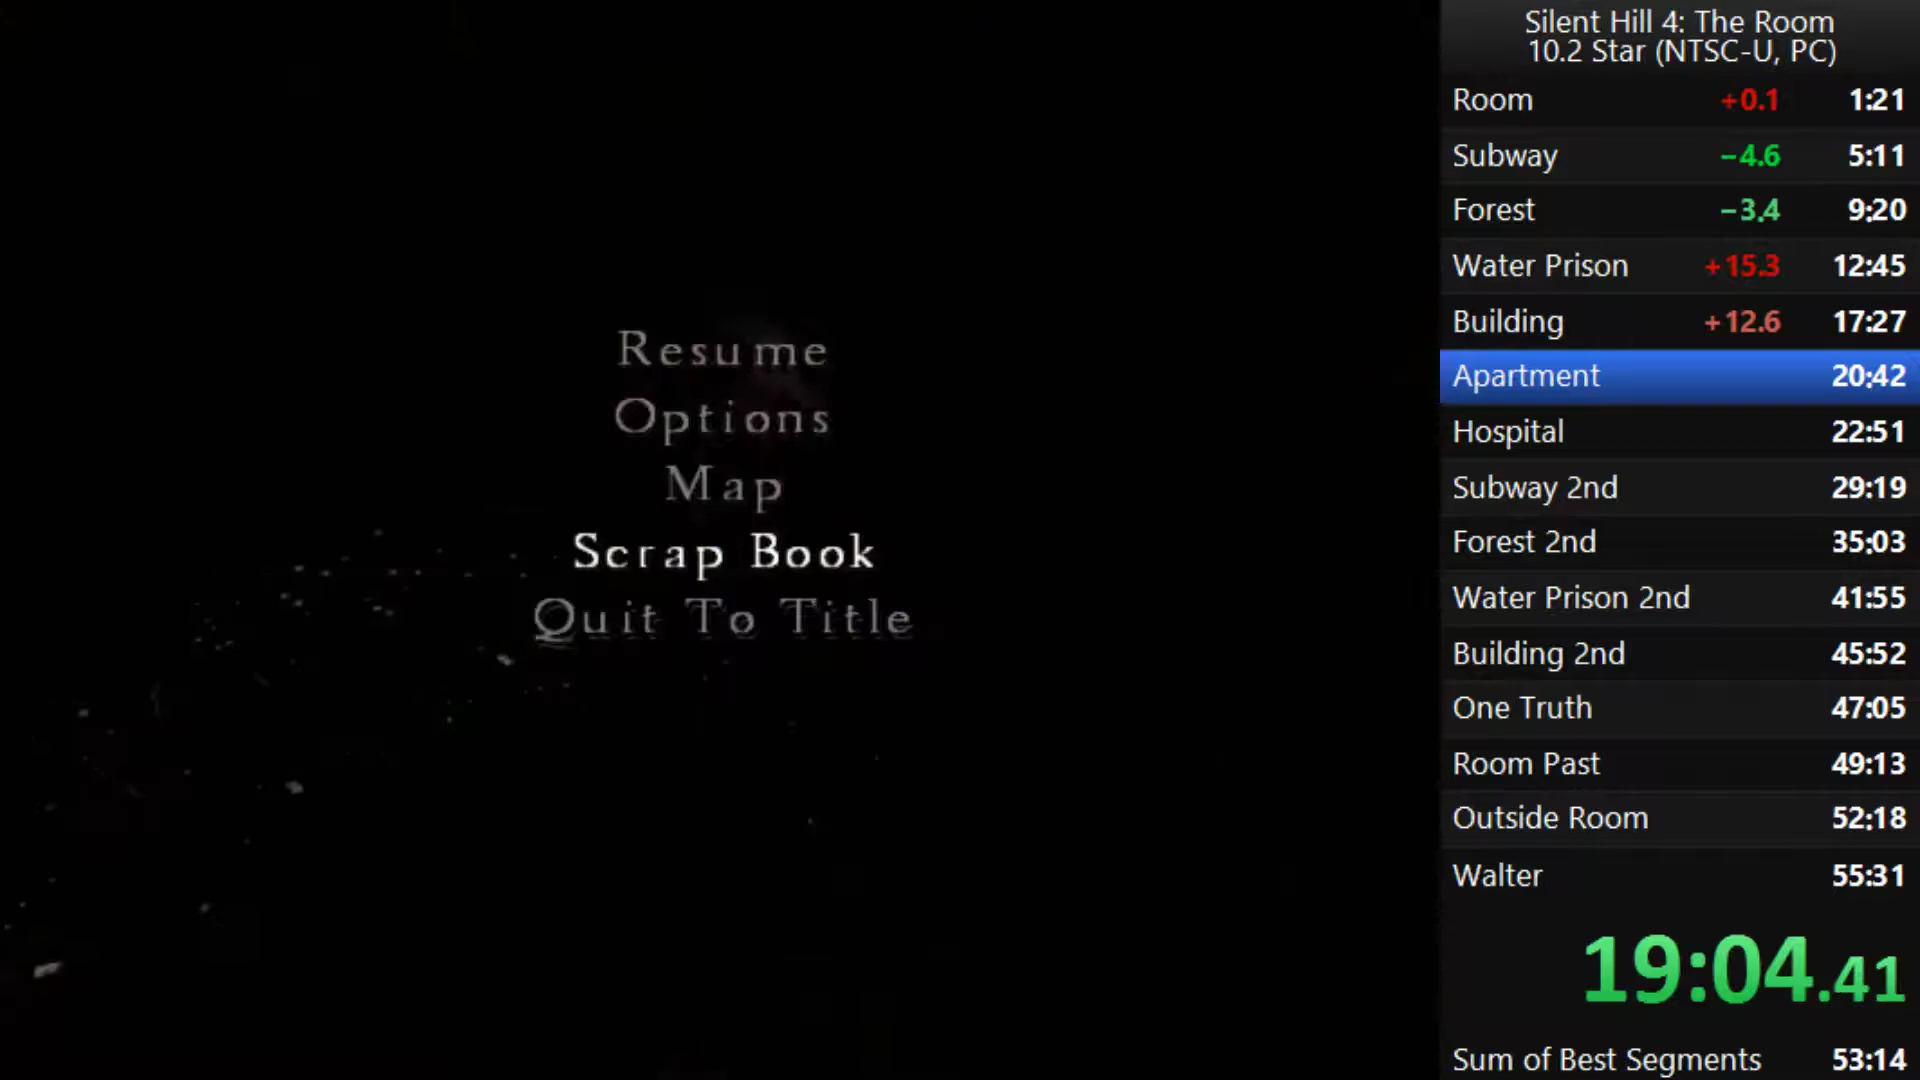 Resume
Options
Map
Scrap Book
Quit To Title
Silent Hill 4: The Room
10.2 Star (NTSC-U, PC)
Room +0.1 1:21
Subway −4.6 5:11
Forest −3.4 9:20
Water Prison +15.3 12:45
Building +12.6 17:27
Apartment 20:42
Hospital 22:51
Subway 2nd 29:19
Forest 2nd 35:03
Water Prison 2nd 41:55
Building 2nd 45:52
One Truth 47:05
Room Past 49:13
Outside Room 52:18
Walter 55:31
19:04.41
Sum of Best Segments 53:14